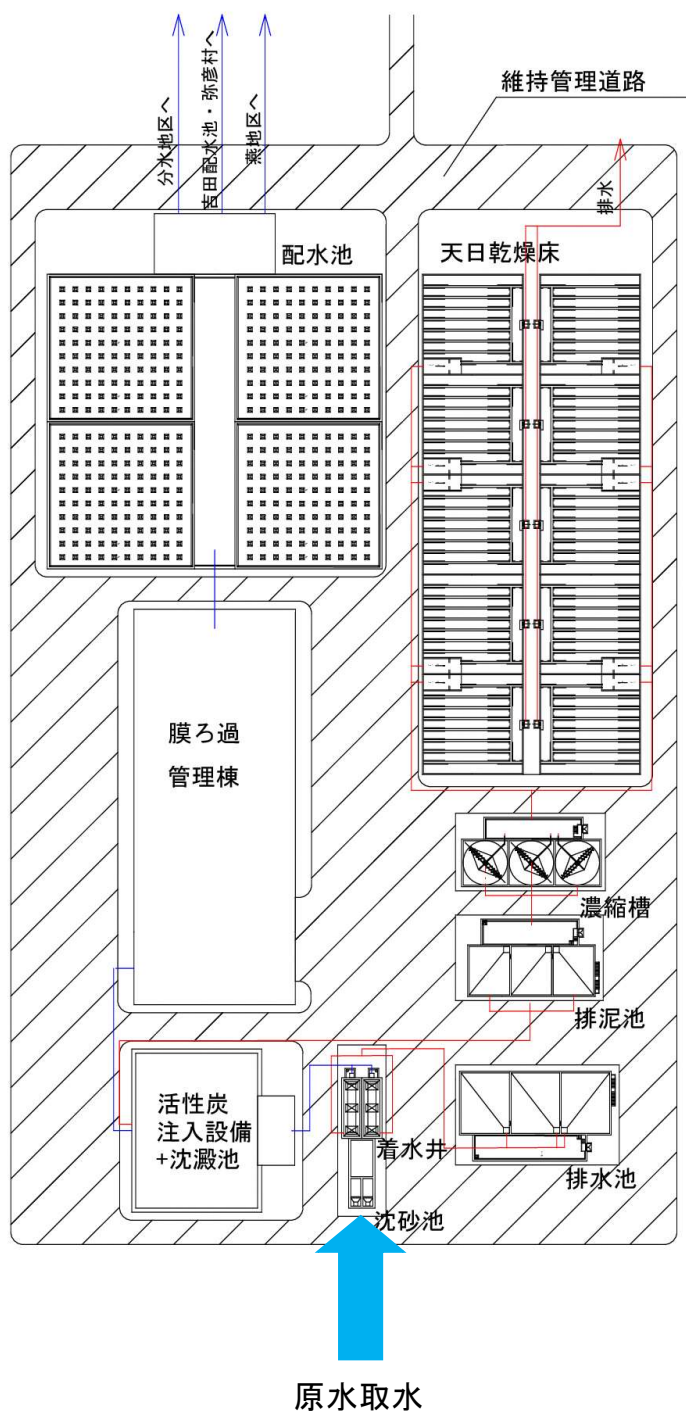 分水地区へ
吉田配水池・弥彦村へ
燕地区へ
維持管理道路
排水
配水池
天日乾燥床
膜ろ過
管理棟
濃縮槽
排泥池
活性炭
注入設備
+沈澱池
着水井
排水池
沈砂池
原水取水